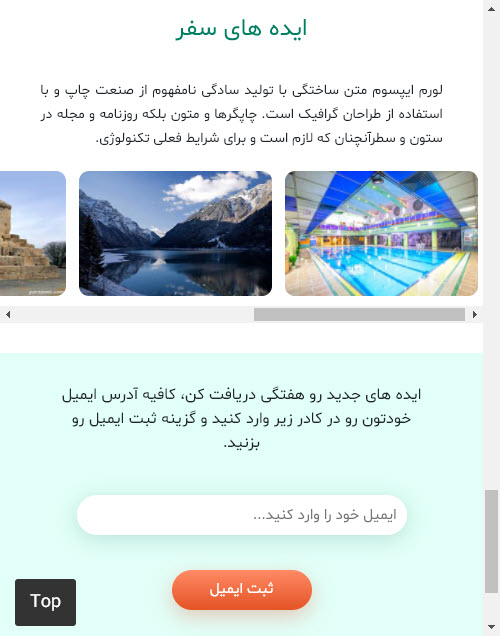 ایده های سفر
لورم ایپسوم متن ساختگی با تولید سادگی نامفهوم از صنعت چاپ و با
استفاده از طراحان گرافیک است. چاپگرها و متون بلکه روزنامه و مجله در
ستون و سطرآنچنان که لازم است و برای شرایط فعلی تکنولوژی.
ایده های جدید رو هفتگی دریافت کن، کافیه آدرس ایمیل
خودتون رو در کادر زیر وارد کنید و گزینه ثبت ایمیل رو
بزنید.
ایمیل خود را وارد کنید...
ثبت ایمیل
Top